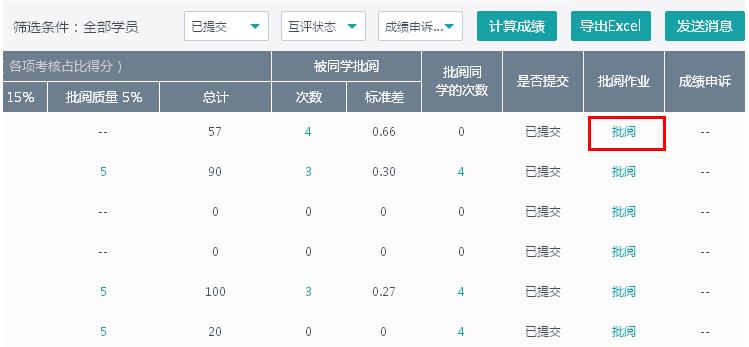 筛选条件：全部学员 已提交 互评状态 成绩申诉... 计算成绩 导出Excel 发送消息
各项考核占比得分） 被同学批阅 批阅同学的次数 是否提交 批阅作业 成绩申诉
15% 批阅质量 5% 总计 次数 标准差
-- 57 4 0.66 0 已提交 批阅 --
5 90 3 0.30 4 已提交 批阅 --
-- 0 0 0 0 已提交 批阅 --
-- 0 0 0 0 已提交 批阅 --
5 100 3 0.27 4 已提交 批阅 --
5 20 0 0 4 已提交 批阅 --